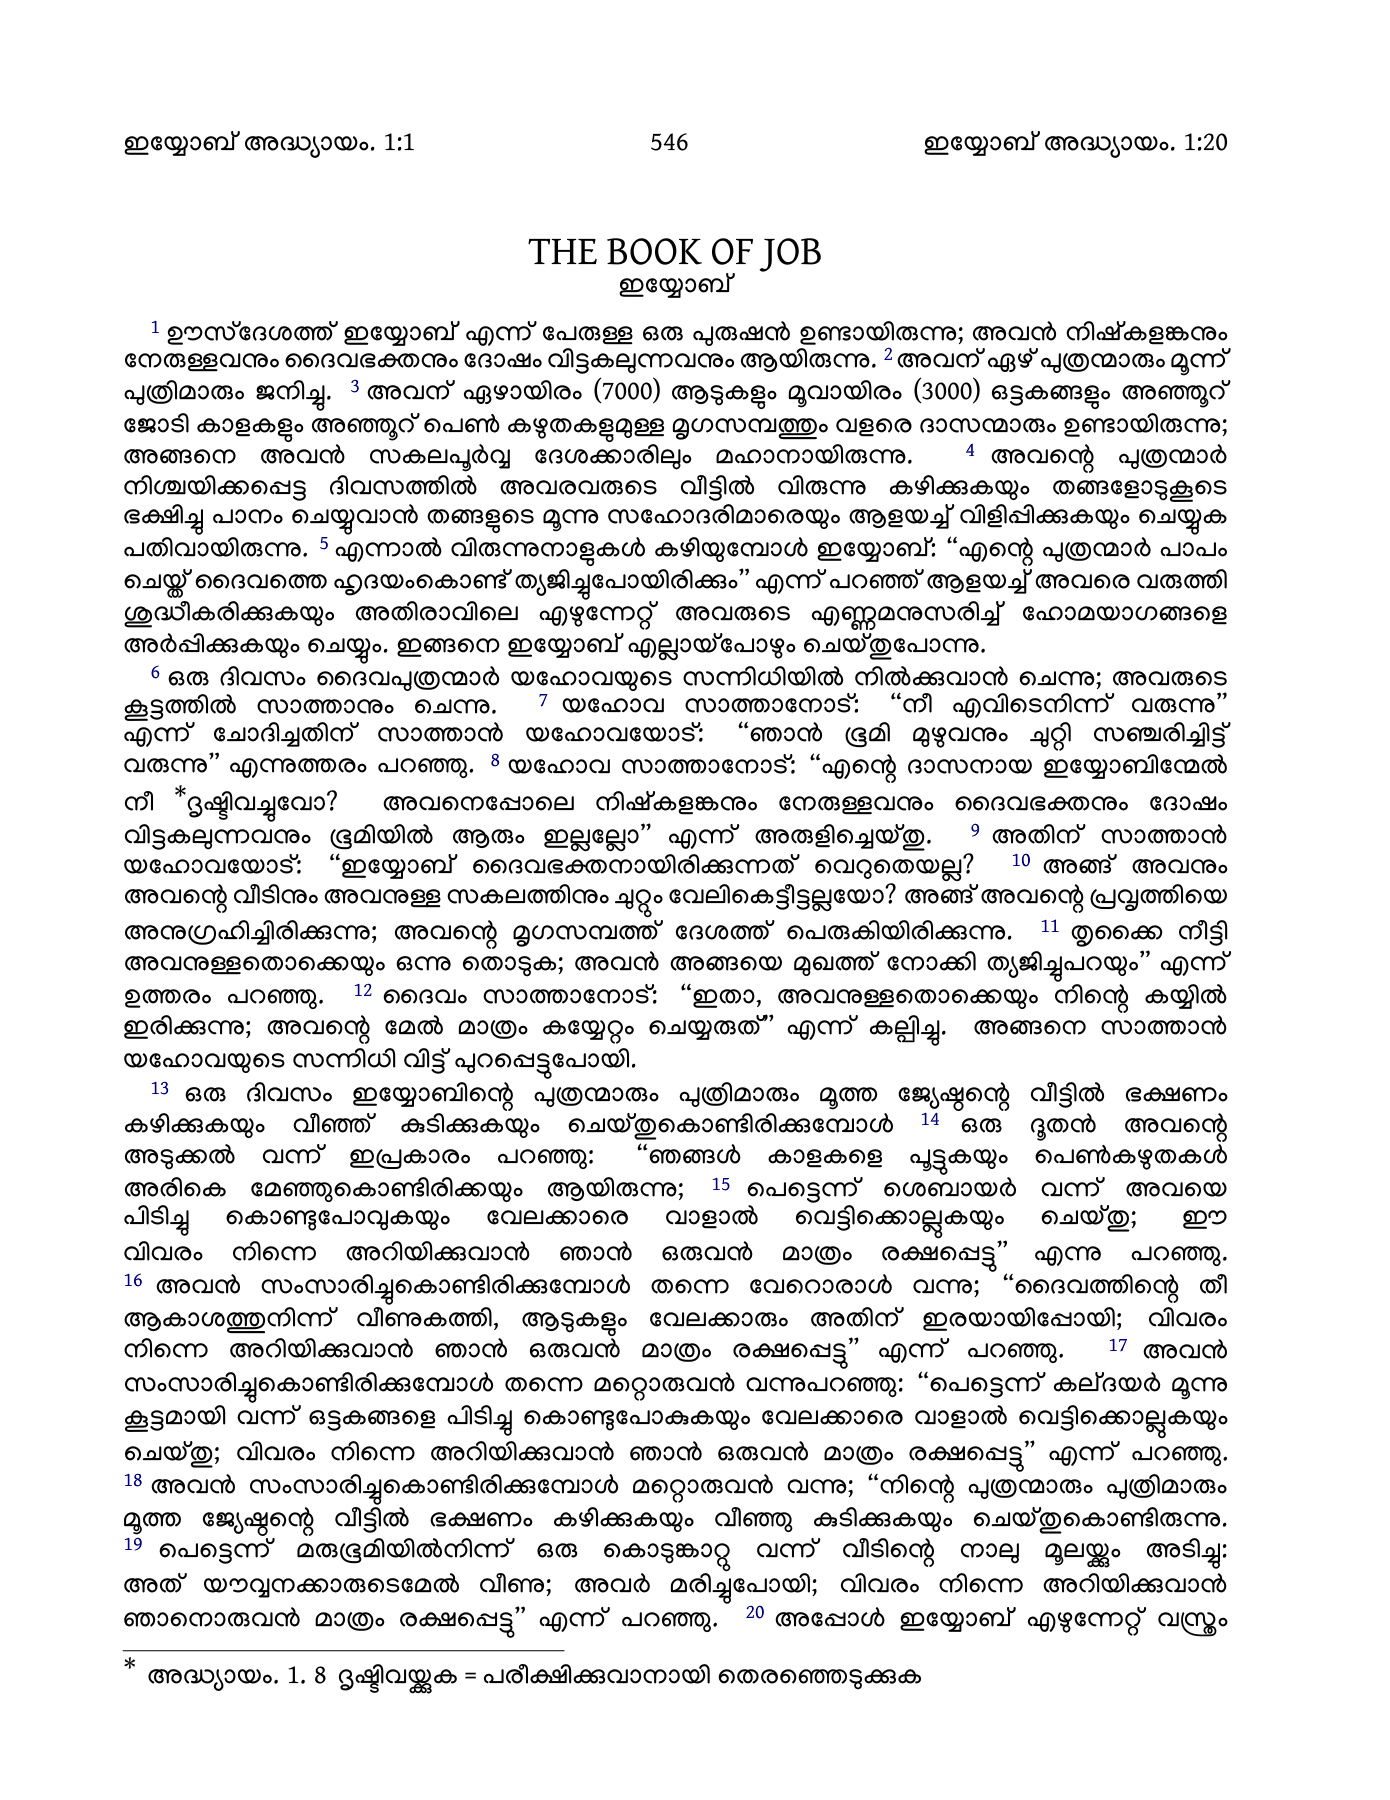 ഇയ്യോബ് അദ്ധ്യായം. 1:1 546 ഇയ്യോബ് അദ്ധ്യായം. 1:20
THE BOOK OF JOB
ഇയ്യോബ്
1 ഊസ്ദേശത്ത് ഇയ്യോബ് എന്ന് പേരുള്ള ഒരു പുരുഷൻ ഉണ്ടായിരുന്നു; അവൻ നിഷ്കളങ്കനും
നേരുള്ളവനും ദൈവഭക്തനും ദോഷം വിട്ടകലുന്നവനും ആയിരുന്നു. 2 അവന് ഏഴ് പുത്രന്മാരും മൂന്ന്
പുത്രിമാരും ജനിച്ചു. 3 അവന് ഏഴായിരം (7000) ആടുകളും മൂവായിരം (3000) ഒട്ടകങ്ങളും അഞ്ഞൂറ്
ജോടി കാളകളും അഞ്ഞൂറ് പെൺ കഴുതകളുമുള്ള മൃഗസമ്പത്തും വളരെ ദാസന്മാരും ഉണ്ടായിരുന്നു;
അങ്ങനെ അവൻ സകലപൂർവ്വ ദേശക്കാരിലും മഹാനായിരുന്നു. 4 അവന്റെ പുത്രന്മാർ
നിശ്ചയിക്കപ്പെട്ട ദിവസത്തിൽ അവരവരുടെ വീട്ടിൽ വിരുന്നു കഴിക്കുകയും തങ്ങളോടുകൂടെ
ഭക്ഷിച്ചു പാനം ചെയ്യുവാൻ തങ്ങളുടെ മൂന്നു സഹോദരിമാരെയും ആളയച്ച് വിളിപ്പിക്കുകയും ചെയ്യുക
പതിവായിരുന്നു. 5 എന്നാൽ വിരുന്നുനാളുകൾ കഴിയുമ്പോൾ ഇയ്യോബ്: “എന്റെ പുത്രന്മാർ പാപം
ചെയ്ത് ദൈവത്തെ ഹൃദയംകൊണ്ട് ത്യജിച്ചുപോയിരിക്കും” എന്ന് പറഞ്ഞ് ആളയച്ച് അവരെ വരുത്തി
ശുദ്ധീകരിക്കുകയും അതിരാവിലെ എഴുന്നേറ്റ് അവരുടെ എണ്ണമനുസരിച്ച് ഹോമയാഗങ്ങളെ
അർപ്പിക്കുകയും ചെയ്യും. ഇങ്ങനെ ഇയ്യോബ് എല്ലായ്പോഴും ചെയ്തുപോന്നു.
6 ഒരു ദിവസം ദൈവപുത്രന്മാർ യഹോവയുടെ സന്നിധിയിൽ നിൽക്കുവാൻ ചെന്നു; അവരുടെ
കൂട്ടത്തിൽ സാത്താനും ചെന്നു. 7 യഹോവ സാത്താനോട്: “നീ എവിടെനിന്ന് വരുന്നു”
എന്ന് ചോദിച്ചതിന് സാത്താൻ യഹോവയോട്: “ഞാൻ ഭൂമി മുഴുവനും ചുറ്റി സഞ്ചരിച്ചിട്ട്
വരുന്നു” എന്നുത്തരം പറഞ്ഞു. 8 യഹോവ സാത്താനോട്: “എന്റെ ദാസനായ ഇയ്യോബിന്മേൽ
നീ *ദൃഷ്ടിവച്ചുവോ? അവനെപ്പോലെ നിഷ്കളങ്കനും നേരുള്ളവനും ദൈവഭക്തനും ദോഷം
വിട്ടകലുന്നവനും ഭൂമിയിൽ ആരും ഇല്ലല്ലോ” എന്ന് അരുളിച്ചെയ്തു. 9 അതിന് സാത്താൻ
യഹോവയോട്: “ഇയ്യോബ് ദൈവഭക്തനായിരിക്കുന്നത് വെറുതെയല്ല? 10 അങ്ങ് അവനും
അവന്റെ വീടിനും അവനുള്ള സകലത്തിനും ചുറ്റും വേലികെട്ടീട്ടല്ലയോ? അങ്ങ് അവന്റെ പ്രവൃത്തിയെ
അനുഗ്രഹിച്ചിരിക്കുന്നു; അവന്റെ മൃഗസമ്പത്ത് ദേശത്ത് പെരുകിയിരിക്കുന്നു. 11 തൃക്കൈ നീട്ടി
അവനുള്ളതൊക്കെയും ഒന്നു തൊടുക; അവൻ അങ്ങയെ മുഖത്ത് നോക്കി ത്യജിച്ചുപറയും” എന്ന്
ഉത്തരം പറഞ്ഞു. 12 ദൈവം സാത്താനോട്: “ഇതാ, അവനുള്ളതൊക്കെയും നിന്റെ കയ്യിൽ
ഇരിക്കുന്നു; അവന്റെ മേൽ മാത്രം കയ്യേറ്റം ചെയ്യരുത്” എന്ന് കല്പിച്ചു. അങ്ങനെ സാത്താൻ
യഹോവയുടെ സന്നിധി വിട്ട് പുറപ്പെട്ടുപോയി.
13 ഒരു ദിവസം ഇയ്യോബിന്റെ പുത്രന്മാരും പുത്രിമാരും മൂത്ത ജ്യേഷ്ഠന്റെ വീട്ടിൽ ഭക്ഷണം
കഴിക്കുകയും വീഞ്ഞ് കുടിക്കുകയും ചെയ്തുകൊണ്ടിരിക്കുമ്പോൾ 14 ഒരു ദൂതൻ അവന്റെ
അടുക്കൽ വന്ന് ഇപ്രകാരം പറഞ്ഞു: “ഞങ്ങൾ കാളകളെ പൂട്ടുകയും പെൺകഴുതകൾ
അരികെ മേഞ്ഞുകൊണ്ടിരിക്കയും ആയിരുന്നു; 15 പെട്ടെന്ന് ശെബായർ വന്ന് അവയെ
പിടിച്ചു കൊണ്ടുപോവുകയും വേലക്കാരെ വാളാൽ വെട്ടിക്കൊല്ലുകയും ചെയ്തു; ഈ
വിവരം നിന്നെ അറിയിക്കുവാൻ ഞാൻ ഒരുവൻ മാത്രം രക്ഷപ്പെട്ടു” എന്നു പറഞ്ഞു.
16 അവൻ സംസാരിച്ചുകൊണ്ടിരിക്കുമ്പോൾ തന്നെ വേറൊരാൾ വന്നു; “ദൈവത്തിന്റെ തീ
ആകാശത്തുനിന്ന് വീണുകത്തി, ആടുകളും വേലക്കാരും അതിന് ഇരയായിപ്പോയി; വിവരം
നിന്നെ അറിയിക്കുവാൻ ഞാൻ ഒരുവൻ മാത്രം രക്ഷപ്പെട്ടു” എന്ന് പറഞ്ഞു. 17 അവൻ
സംസാരിച്ചുകൊണ്ടിരിക്കുമ്പോൾ തന്നെ മറ്റൊരുവൻ വന്നുപറഞ്ഞു: “പെട്ടെന്ന് കല്ദയർ മൂന്നു
കൂട്ടമായി വന്ന് ഒട്ടകങ്ങളെ പിടിച്ചു കൊണ്ടുപോകുകയും വേലക്കാരെ വാളാൽ വെട്ടിക്കൊല്ലുകയും
ചെയ്തു; വിവരം നിന്നെ അറിയിക്കുവാൻ ഞാൻ ഒരുവൻ മാത്രം രക്ഷപ്പെട്ടു” എന്ന് പറഞ്ഞു.
18 അവൻ സംസാരിച്ചുകൊണ്ടിരിക്കുമ്പോൾ മറ്റൊരുവൻ വന്നു; “നിന്റെ പുത്രന്മാരും പുത്രിമാരും
മൂത്ത ജ്യേഷ്ഠന്റെ വീട്ടിൽ ഭക്ഷണം കഴിക്കുകയും വീഞ്ഞു കുടിക്കുകയും ചെയ്തുകൊണ്ടിരുന്നു.
19 പെട്ടെന്ന് മരുഭൂമിയിൽനിന്ന് ഒരു കൊടുങ്കാറ്റു വന്ന് വീടിന്റെ നാലു മൂലയ്ക്കും അടിച്ചു:
അത് യൗവ്വനക്കാരുടെമേൽ വീണു; അവർ മരിച്ചുപോയി; വിവരം നിന്നെ അറിയിക്കുവാൻ
ഞാനൊരുവൻ മാത്രം രക്ഷപ്പെട്ടു” എന്ന് പറഞ്ഞു. 20 അപ്പോൾ ഇയ്യോബ് എഴുന്നേറ്റ് വസ്ത്രം
* അദ്ധ്യായം. 1. 8 ദൃഷ്ടിവയ്ക്കുക = പരീക്ഷിക്കുവാനായി തെരഞ്ഞെടുക്കുക